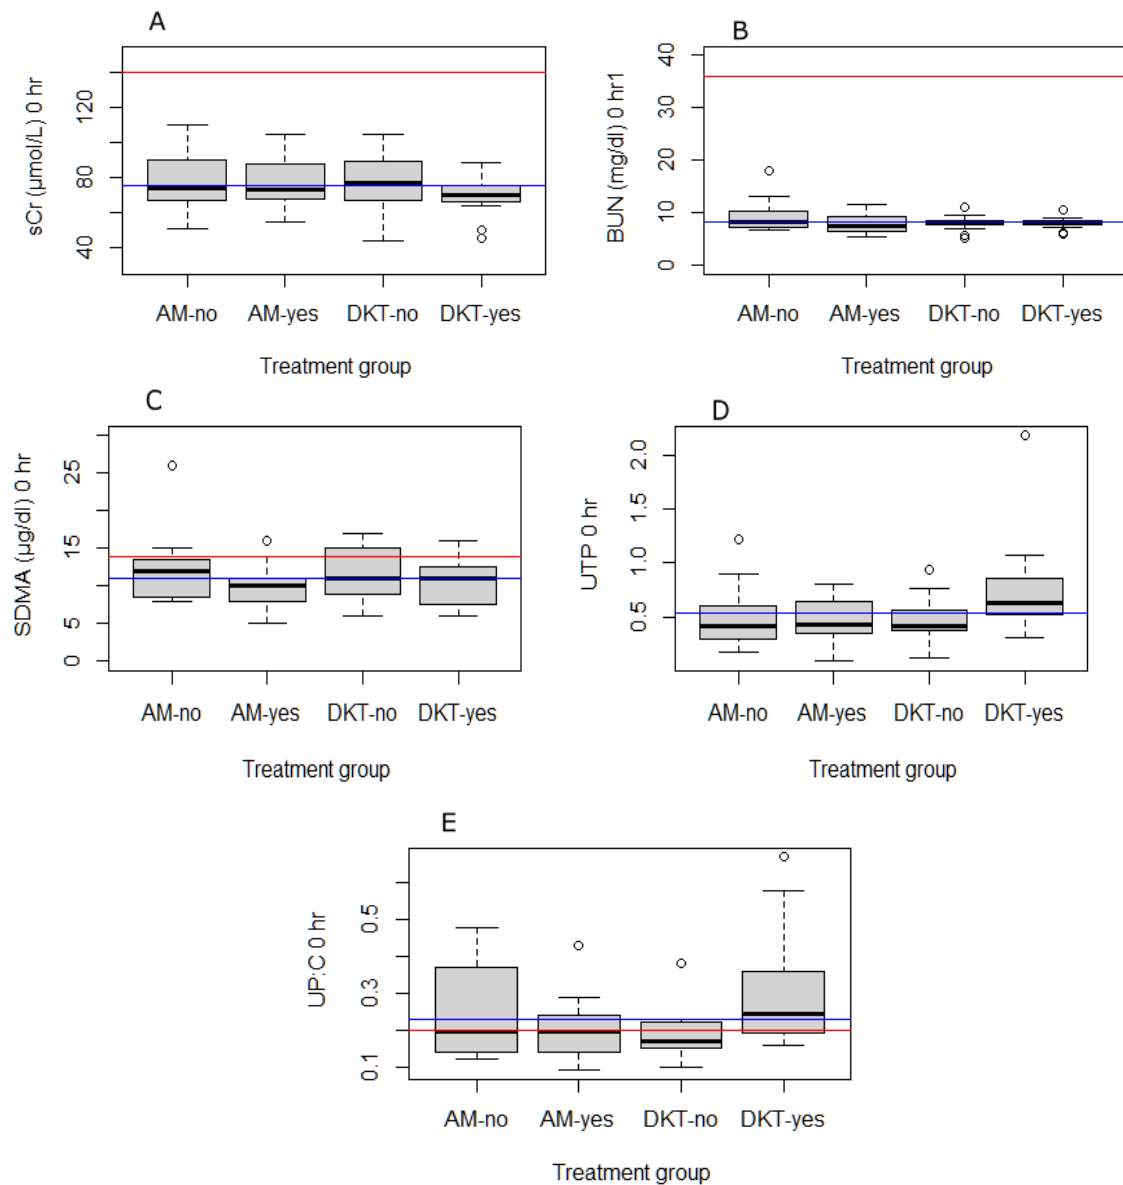 A
sCr (µmol/L) 0 hr
120
80
40
AM-no AM-yes DKT-no DKT-yes
Treatment group
B
BUN (mg/dl) 0 hr1
40
30
20
10
0
AM-no AM-yes DKT-no DKT-yes
Treatment group
C
SDMA (µg/dl) 0 hr
25
15
5
0
AM-no AM-yes DKT-no DKT-yes
Treatment group
D
UTP 0 hr
2.0
1.5
1.0
0.5
AM-no AM-yes DKT-no DKT-yes
Treatment group
E
UP:C 0 hr
0.5
0.3
0.1
AM-no AM-yes DKT-no DKT-yes
Treatment group